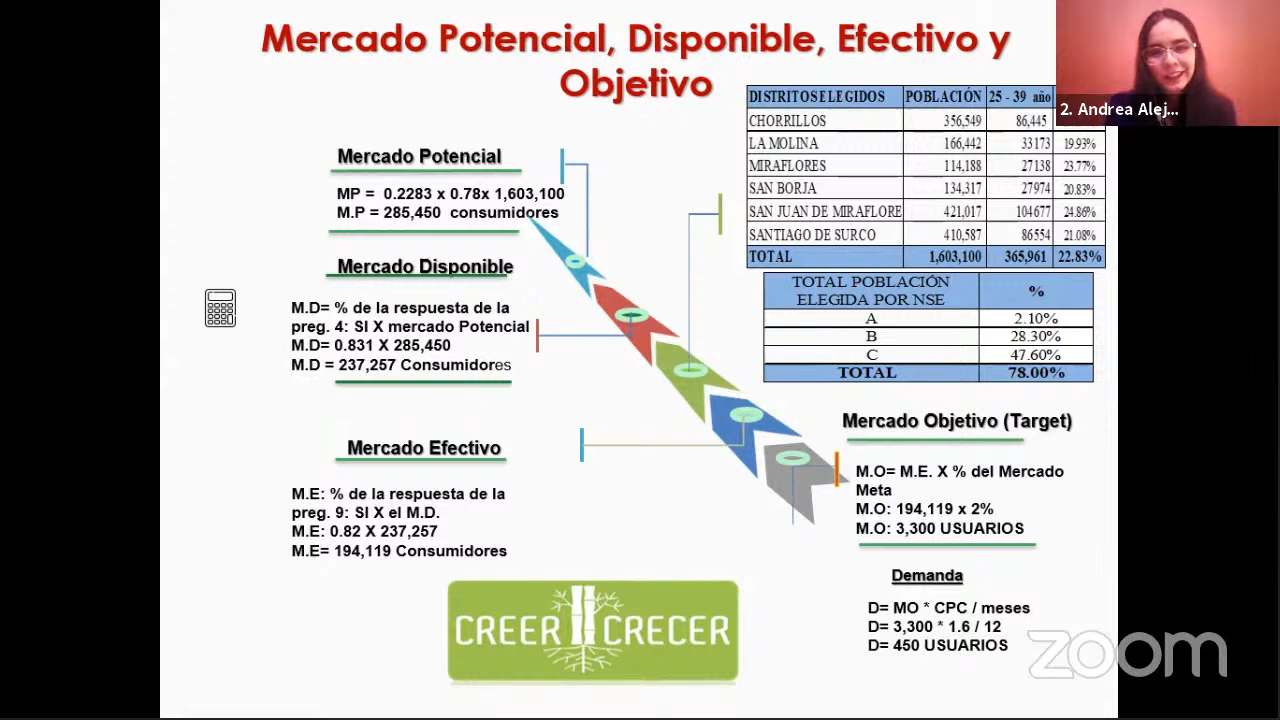 Mercado Potencial, Disponible, Efectivo y
Objetivo
2. Andrea Alej...
DISTRITOS ELEGIDOS POBLACIÓN 25 - 39 año
CHORRILLOS 356,549 86,445
LA MOLINA 166,442 33173 19.93%
MIRAFLORES 114,188 27138 23.77%
SAN BORJA 134,317 27974 20.83%
SAN JUAN DE MIRAFLORE 421,017 104677 24.86%
SANTIAGO DE SURCO 410,587 86554 21.08%
TOTAL 1,603,100 365,961 22.83%
TOTAL POBLACIÓN
ELEGIDA POR NSE %
A 2.10%
B 28.30%
C 47.60%
TOTAL 78.00%
Mercado Potencial
MP = 0.2283 x 0.78x 1,603,100
M.P = 285,450 consumidores
Mercado Disponible
M.D= % de la respuesta de la
preg. 4: SI X mercado Potencial
M.D= 0.831 X 285,450
M.D = 237,257 Consumidores
Mercado Efectivo
M.E: % de la respuesta de la
preg. 9: SI X el M.D.
M.E: 0.82 X 237,257
M.E= 194,119 Consumidores
Mercado Objetivo (Target)
M.O= M.E. X % del Mercado
Meta
M.O: 194,119 x 2%
M.O: 3,300 USUARIOS
Demanda
D= MO * CPC / meses
D= 3,300 * 1.6 / 12
D= 450 USUARIOS
CREER CRECER
zoom